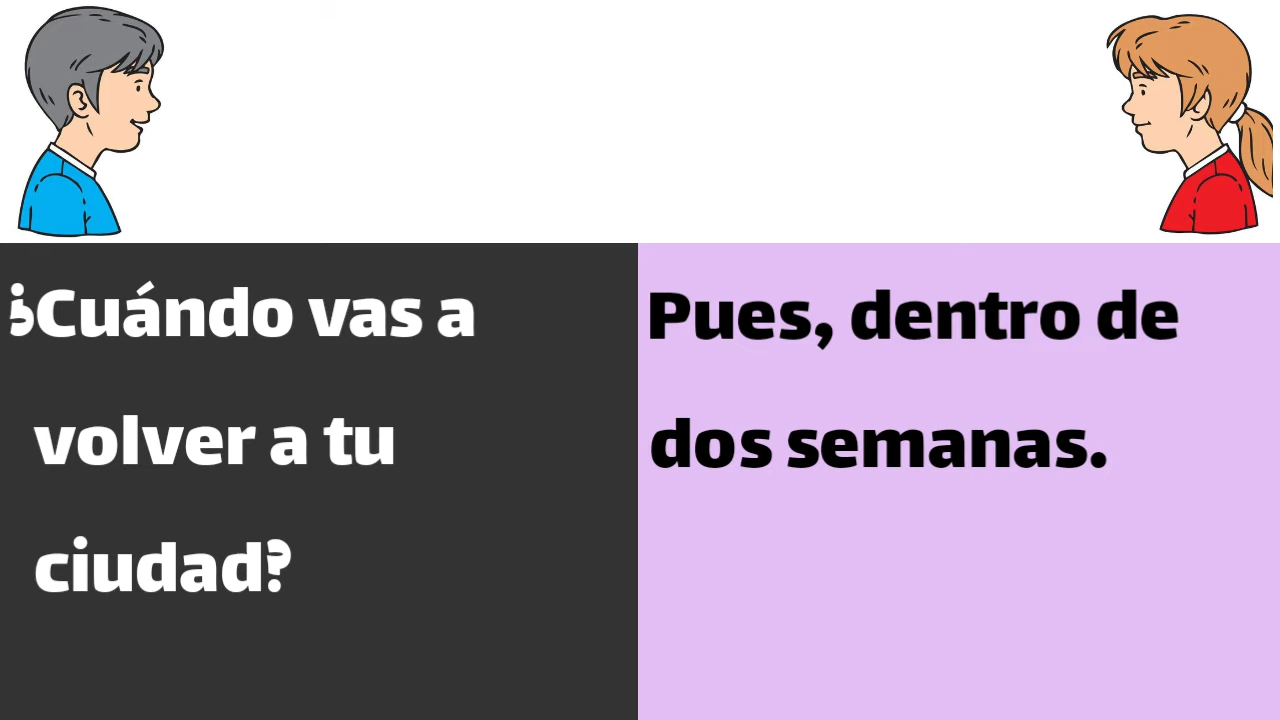 ¿Cuándo vas a
volver a tu
ciudad?
Pues, dentro de
dos semanas.